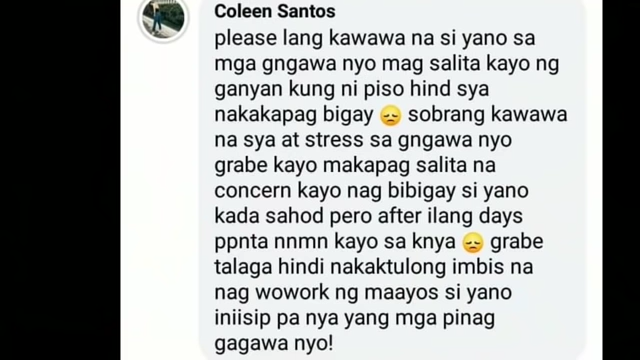 Coleen Santos
please lang kawawa na si yano sa
mga gngawa nyo mag salita kayo ng
ganyan kung ni piso hind sya
nakakapag bigay 😞 sobrang kawawa
na sya at stress sa gngawa nyo
grabe kayo makapag salita na
concern kayo nag bibigay si yano
kada sahod pero after ilang days
ppnta nnmn kayo sa knya 😞 grabe
talaga hindi nakaktulong imbis na
nag wowork ng maayos si yano
iniisip pa nya yang mga pinag
gagawa nyo!